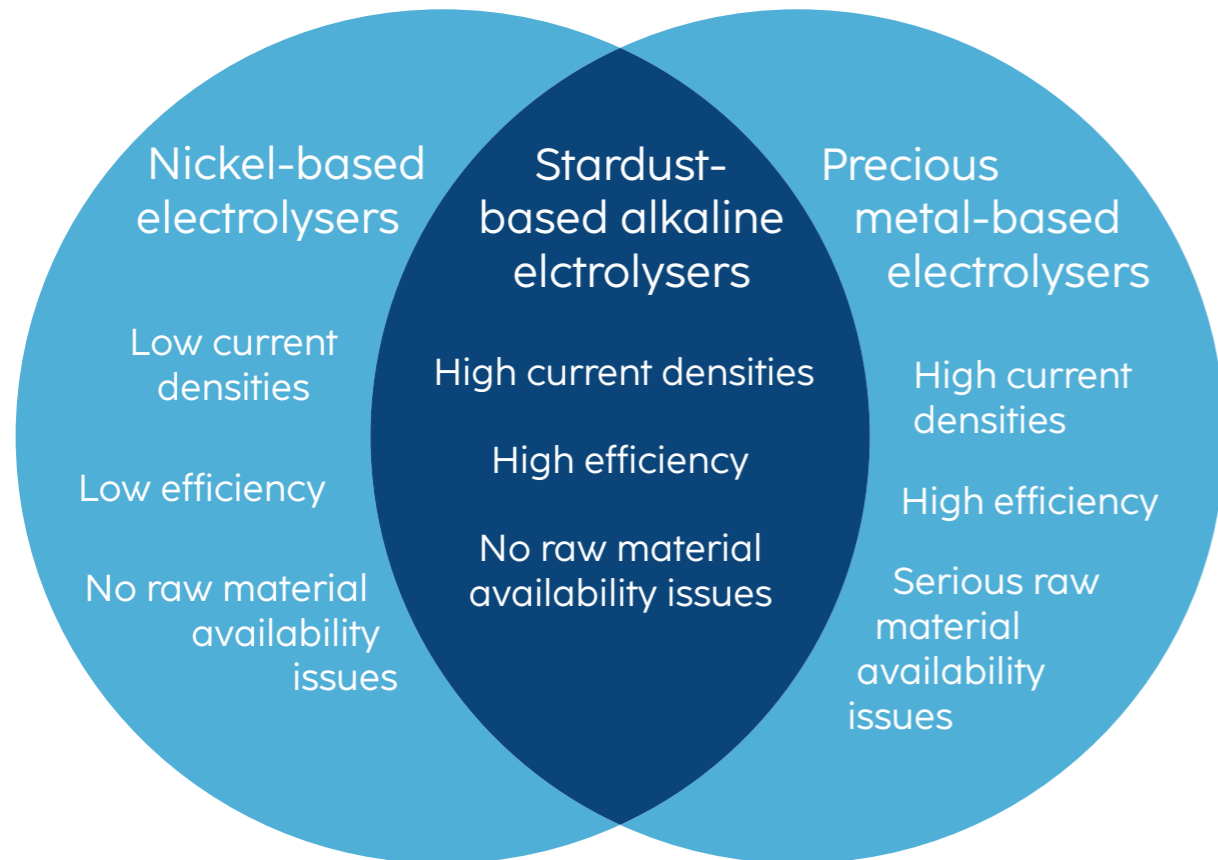 Nickel-based
electrolysers
Low current
densities
Low efficiency
No raw material
availability
issues
Stardust-
based alkaline
elctrolysers
High current densities
High efficiency
No raw material
availability issues
Precious
metal-based
electrolysers
High current
densities
High efficiency
Serious raw
material
availability
issues